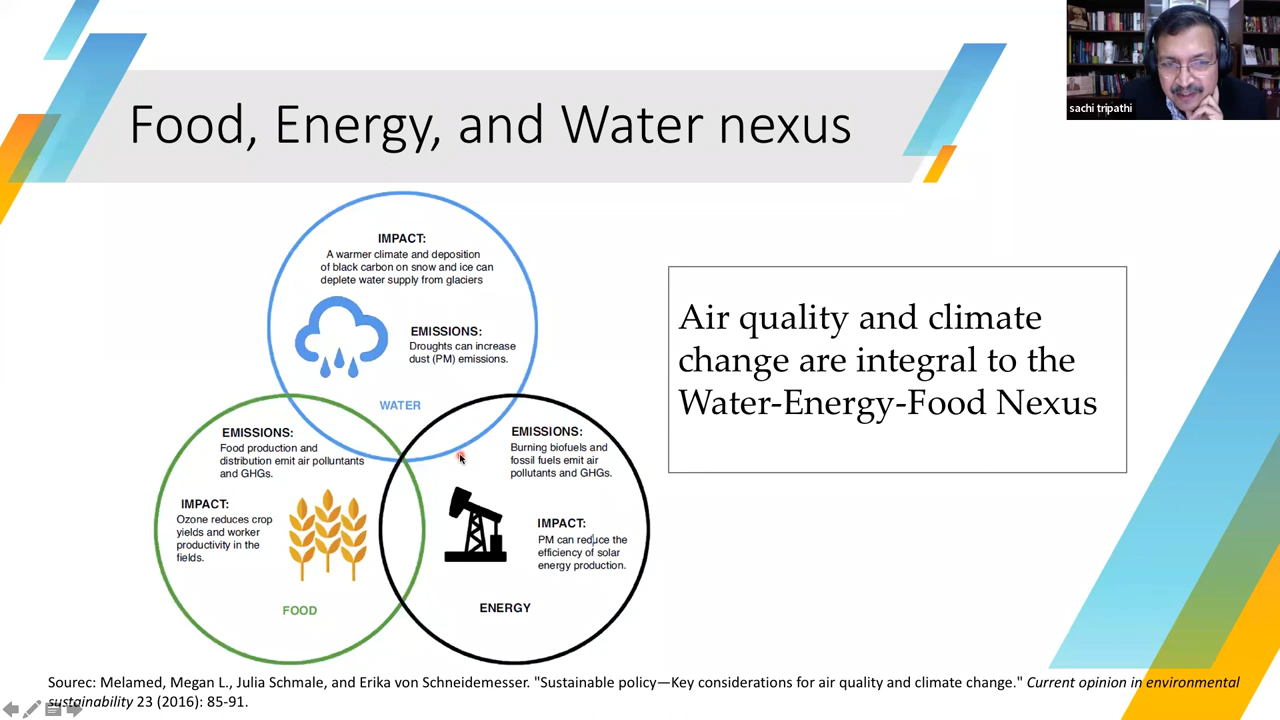 sachi tripathi
Food, Energy, and Water nexus
IMPACT:
A warmer climate and deposition
of black carbon on snow and ice can
deplete water supply from glaciers
EMISSIONS:
Droughts can increase
dust (PM) emissions.
WATER
EMISSIONS:
Food production and
distribution emit air polluntants
and GHGs.
IMPACT:
Ozone reduces crop
yields and worker
productivity in the
fields.
FOOD
EMISSIONS:
Burning biofuels and
fossil fuels emit air
pollutants and GHGs.
IMPACT:
PM can reduce the
efficiency of solar
energy production.
ENERGY
Air quality and climate
change are integral to the
Water-Energy-Food Nexus
Sourec: Melamed, Megan L., Julia Schmale, and Erika von Schneidemesser. "Sustainable policy—Key considerations for air quality and climate change." Current opinion in environmental
sustainability 23 (2016): 85-91.